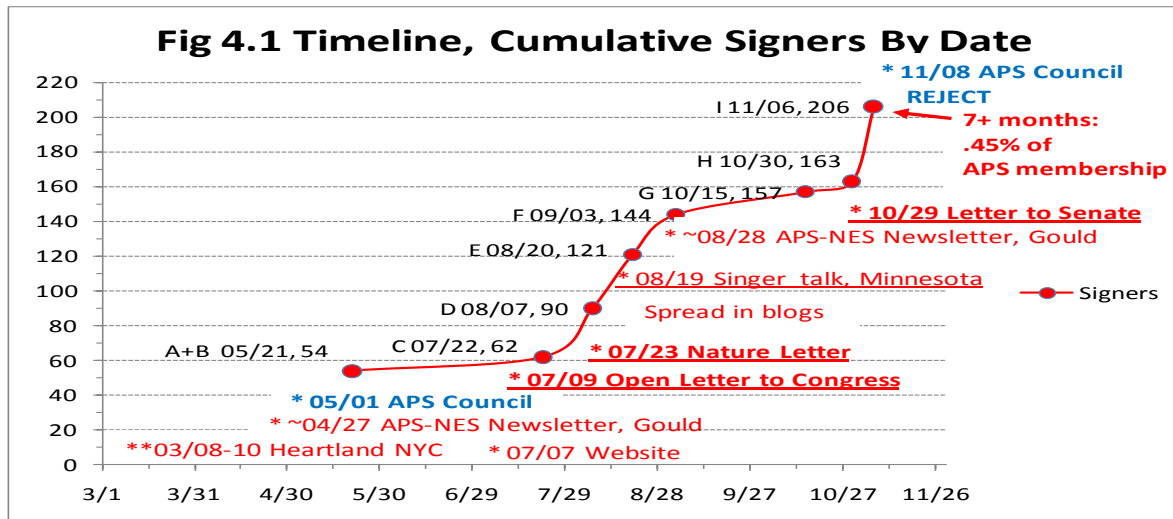 Fig 4.1 Timeline, Cumulative Signers By Date
220
200
180
160
140
120
100
80
60
40
20
0
* 11/08 APS Council
REJECT
I 11/06, 206
7+ months:
.45% of
APS membership
H 10/30, 163
G 10/15, 157
* 10/29 Letter to Senate
F 09/03, 144
* ~08/28 APS-NES Newsletter, Gould
E 08/20, 121
* 08/19 Singer talk, Minnesota
Signers
D 08/07, 90
Spread in blogs
A+B 05/21, 54
C 07/22, 62
* 07/23 Nature Letter
* 07/09 Open Letter to Congress
* 05/01 APS Council
* ~04/27 APS-NES Newsletter, Gould
**03/08-10 Heartland NYC
* 07/07 Website
3/1 3/31 4/30 5/30 6/29 7/29 8/28 9/27 10/27 11/26